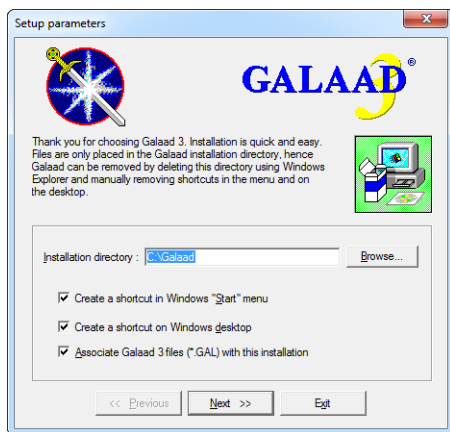 Setup parameters
GALAAD 3®
Thank you for choosing Galaad 3. Installation is quick and easy.
Files are only placed in the Galaad installation directory, hence
Galaad can be removed by deleting this directory using Windows
Explorer and manually removing shortcuts in the menu and on
the desktop.
Installation directory : C:\Galaad Browse...
Create a shortcut in Windows "Start" menu
Create a shortcut on Windows desktop
Associate Galaad 3 files (*.GAL) with this installation
<< Previous Next >> Exit